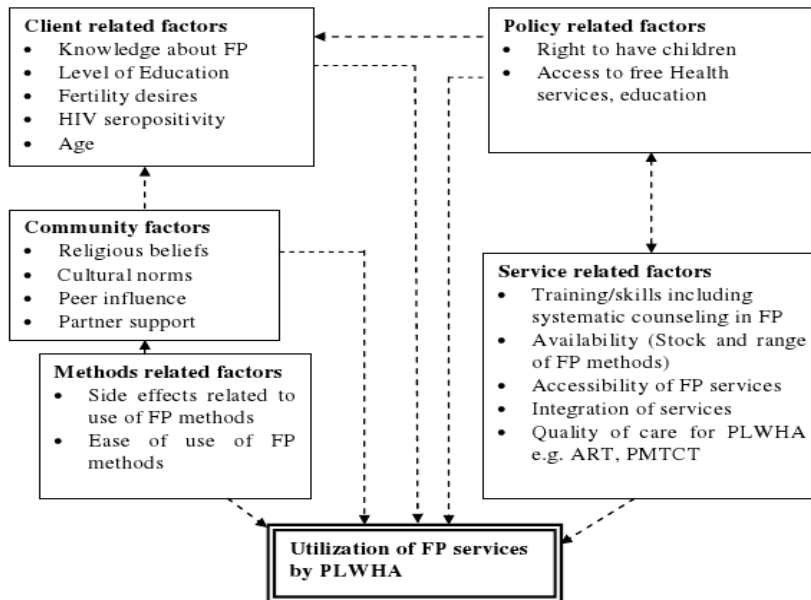 Client related factors
• Knowledge about FP
• Level of Education
• Fertility desires
• HIV seropositivity
• Age
Policy related factors
• Right to have children
• Access to free Health
services, education
Community factors
• Religious beliefs
• Cultural norms
• Peer influence
• Partner support
Service related factors
• Training/skills including
systematic counseling in FP
• Availability (Stock and range
of FP methods)
• Accessibility of FP services
• Integration of services
• Quality of care for PLWHA
e.g. ART, PMTCT
Methods related factors
• Side effects related to
use of FP methods
• Ease of use of FP
methods
Utilization of FP services
by PLWHA